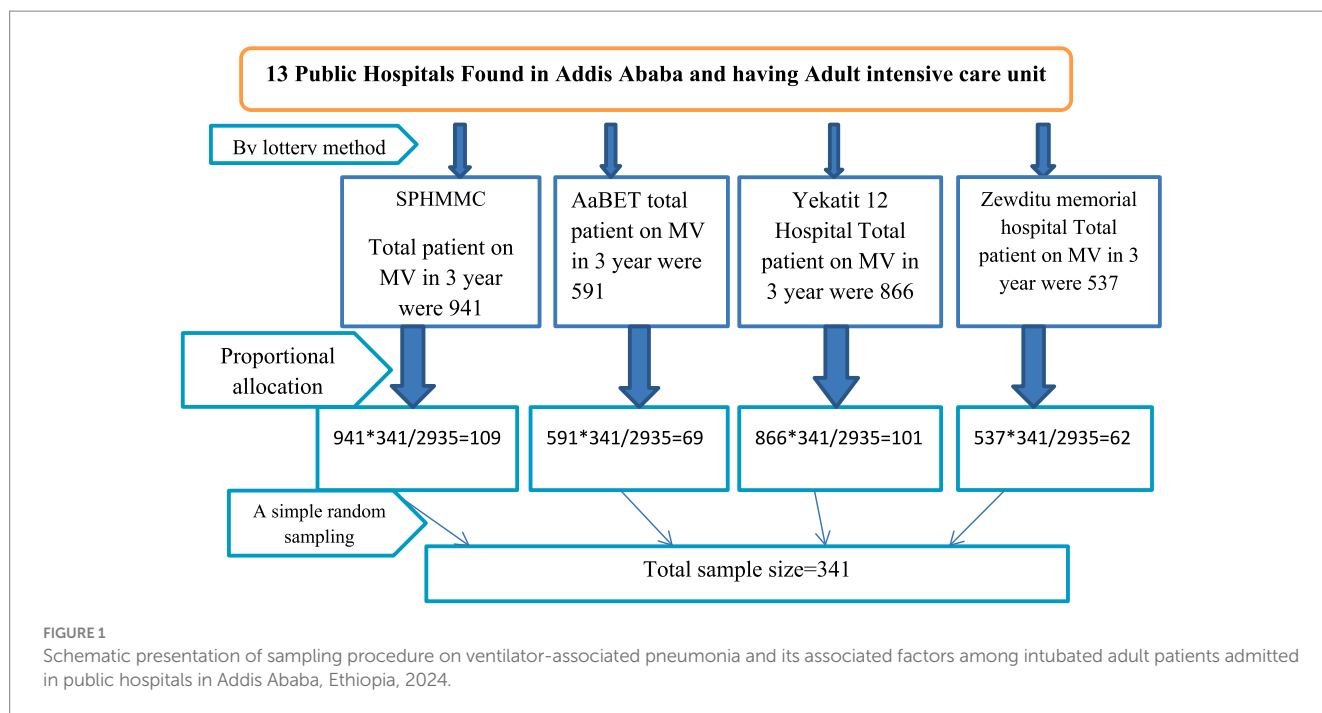 13 Public Hospitals Found in Addis Ababa and having Adult intensive care unit
By lottery method
SPHMMC
Total patient on
MV in 3 year
were 941
AaBET total
patient on MV
in 3 year were
591
Yekatit 12
Hospital Total
patient on MV in
3 year were 866
Zewditu memorial
hospital Total
patient on MV in 3
year were 537
Proportional
allocation
941*341/2935=109
591*341/2935=69
866*341/2935=101
537*341/2935=62
A simple random
sampling
Total sample size=341
FIGURE 1
Schematic presentation of sampling procedure on ventilator-associated pneumonia and its associated factors among intubated adult patients admitted
in public hospitals in Addis Ababa, Ethiopia, 2024.